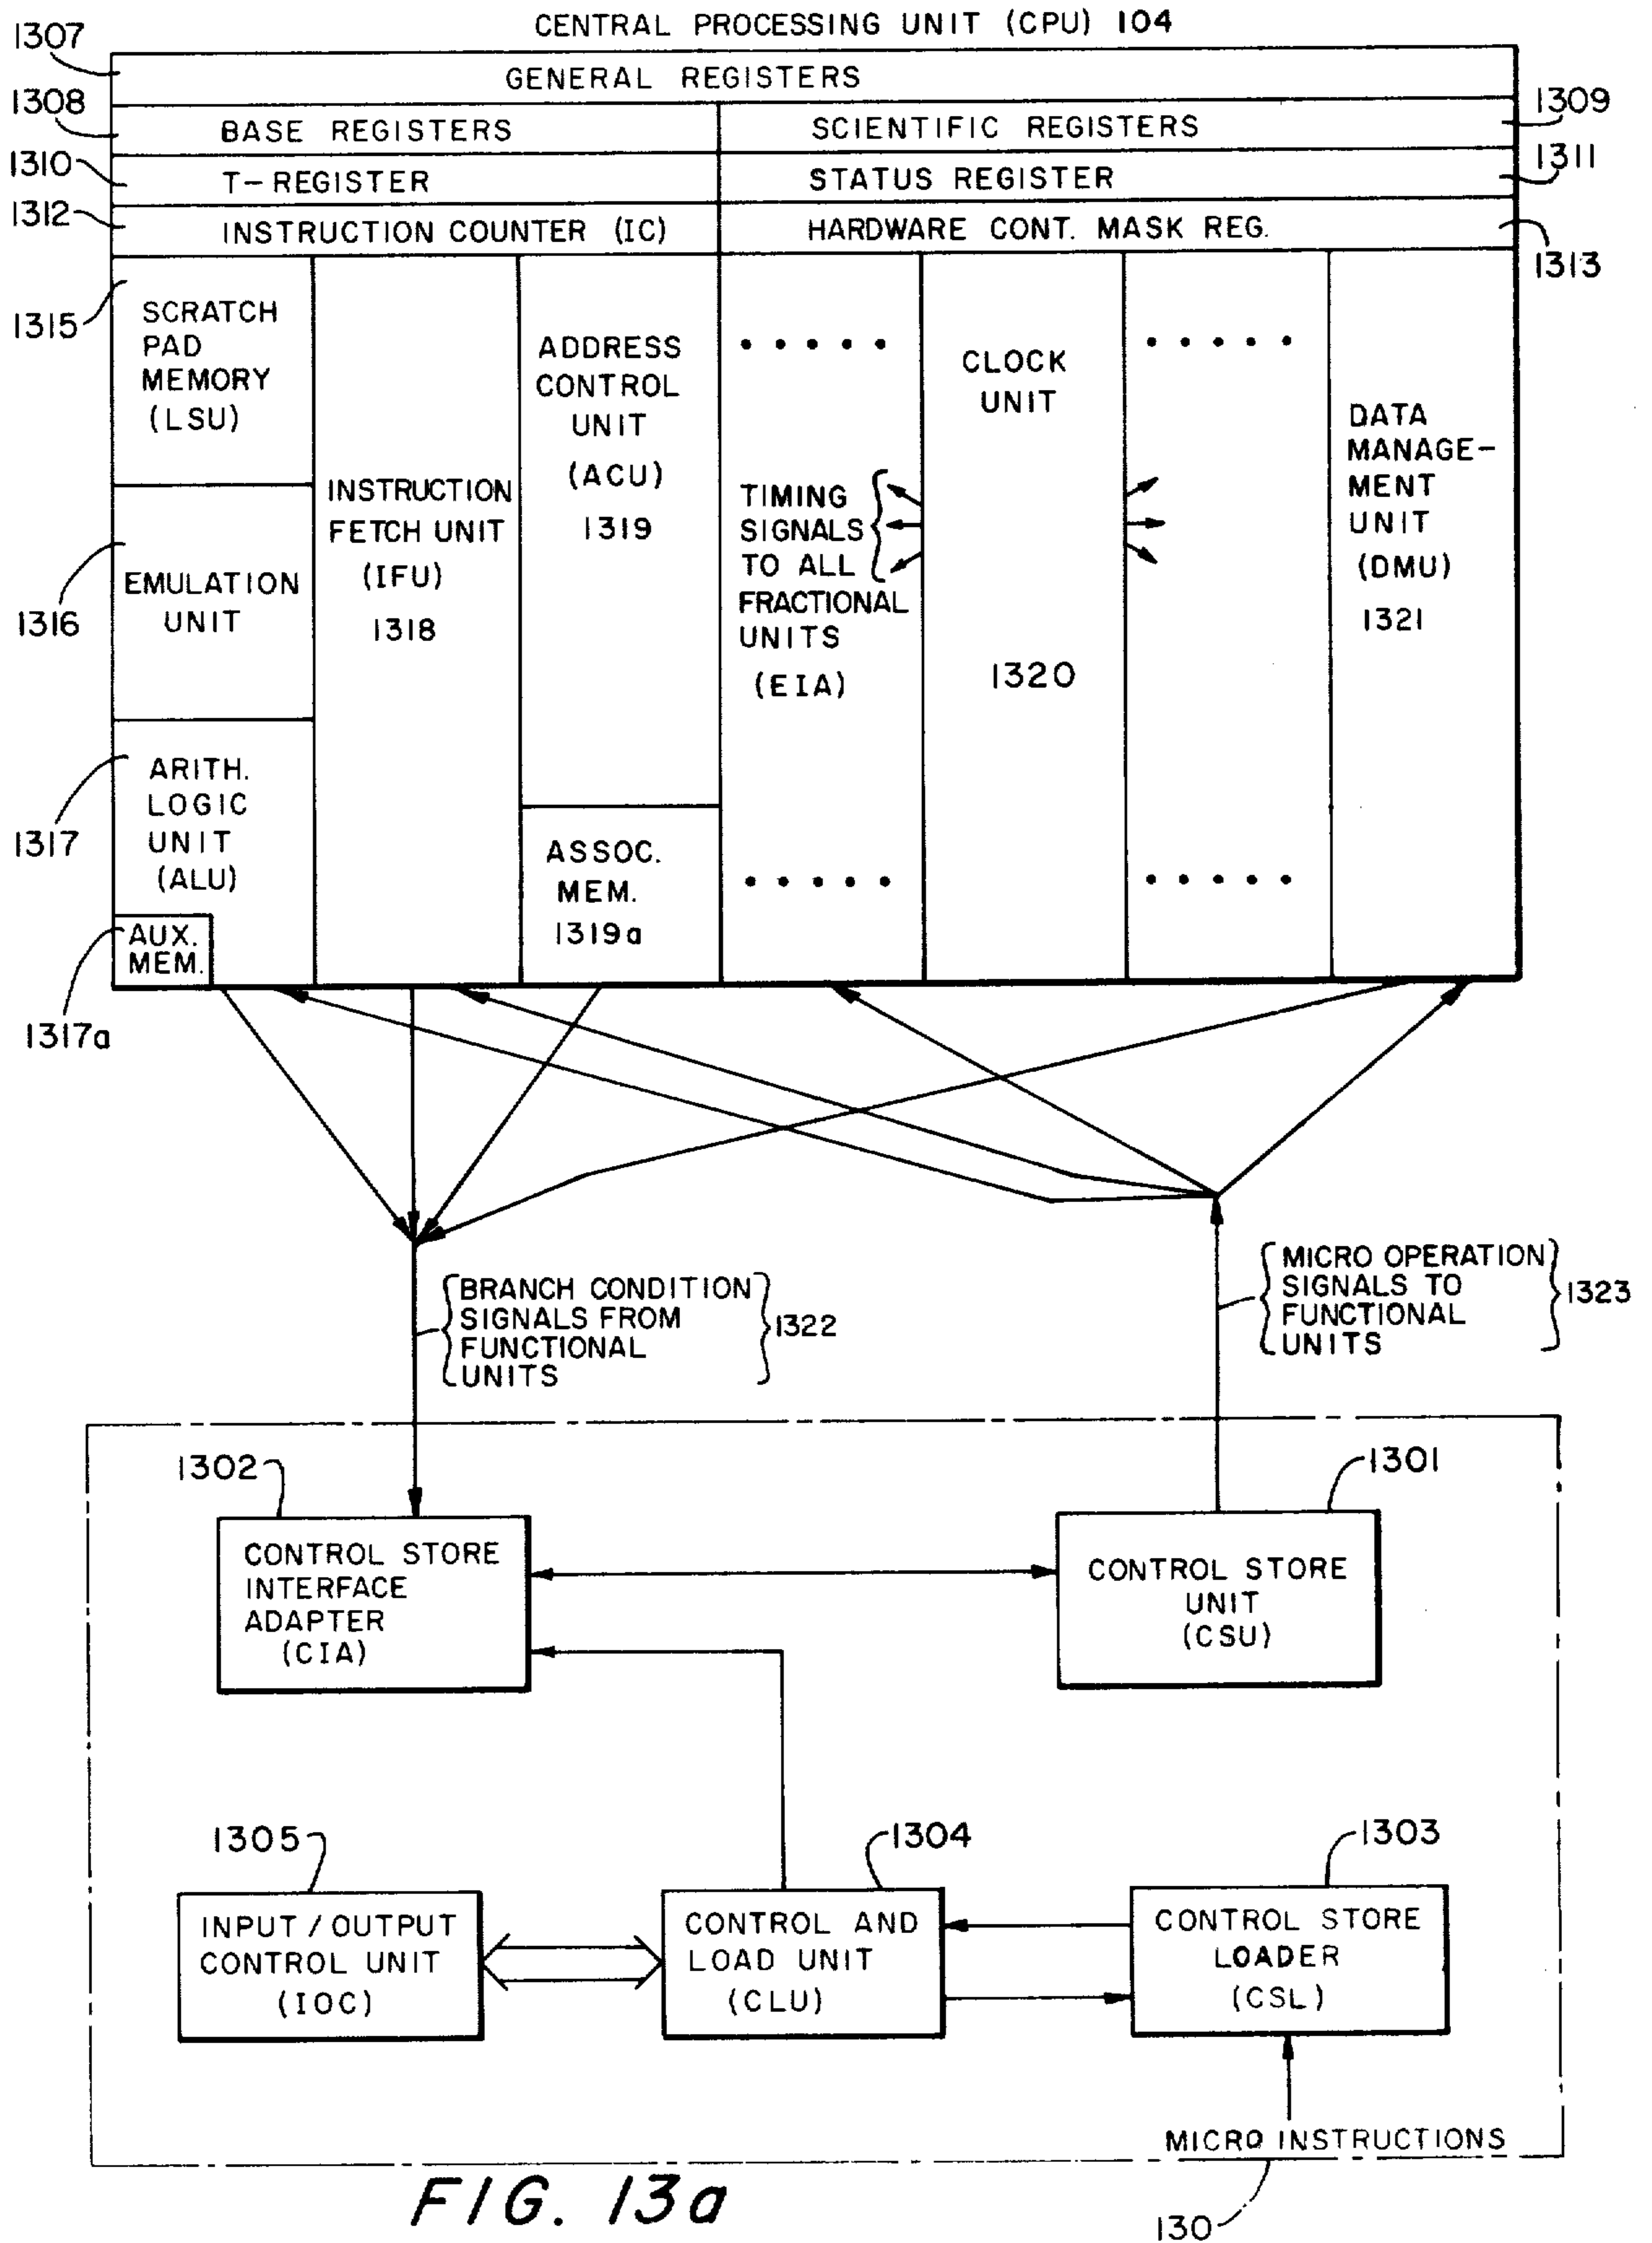 CENTRAL PROCESSING UNIT (CPU) 104
1307
GENERAL REGISTERS
1308
BASE REGISTERS
SCIENTIFIC REGISTERS
1309
1310
T-REGISTER
STATUS REGISTER
1311
1312
INSTRUCTION COUNTER (IC)
HARDWARE CONT. MASK REG.
1313
1315
SCRATCH
PAD
MEMORY
(LSU)
1316
EMULATION
UNIT
1317
ARITH.
LOGIC
UNIT
(ALU)
AUX.
MEM.
1317a
INSTRUCTION
FETCH UNIT
(IFU)
1318
ADDRESS
CONTROL
UNIT
(ACU)
1319
ASSOC.
MEM.
1319a
TIMING
SIGNALS
TO ALL
FRACTIONAL
UNITS
(EIA)
CLOCK
UNIT
1320
DATA
MANAGE-
MENT
UNIT
(DMU)
1321
BRANCH CONDITION
SIGNALS FROM
FUNCTIONAL
UNITS
1322
MICRO OPERATION
SIGNALS TO
FUNCTIONAL
UNITS
1323
1302
CONTROL STORE
INTERFACE
ADAPTER
(CIA)
1301
CONTROL STORE
UNIT
(CSU)
1305
INPUT/OUTPUT
CONTROL UNIT
(IOC)
1304
CONTROL AND
LOAD UNIT
(CLU)
1303
CONTROL STORE
LOADER
(CSL)
MICRO INSTRUCTIONS
130
FIG. 13a